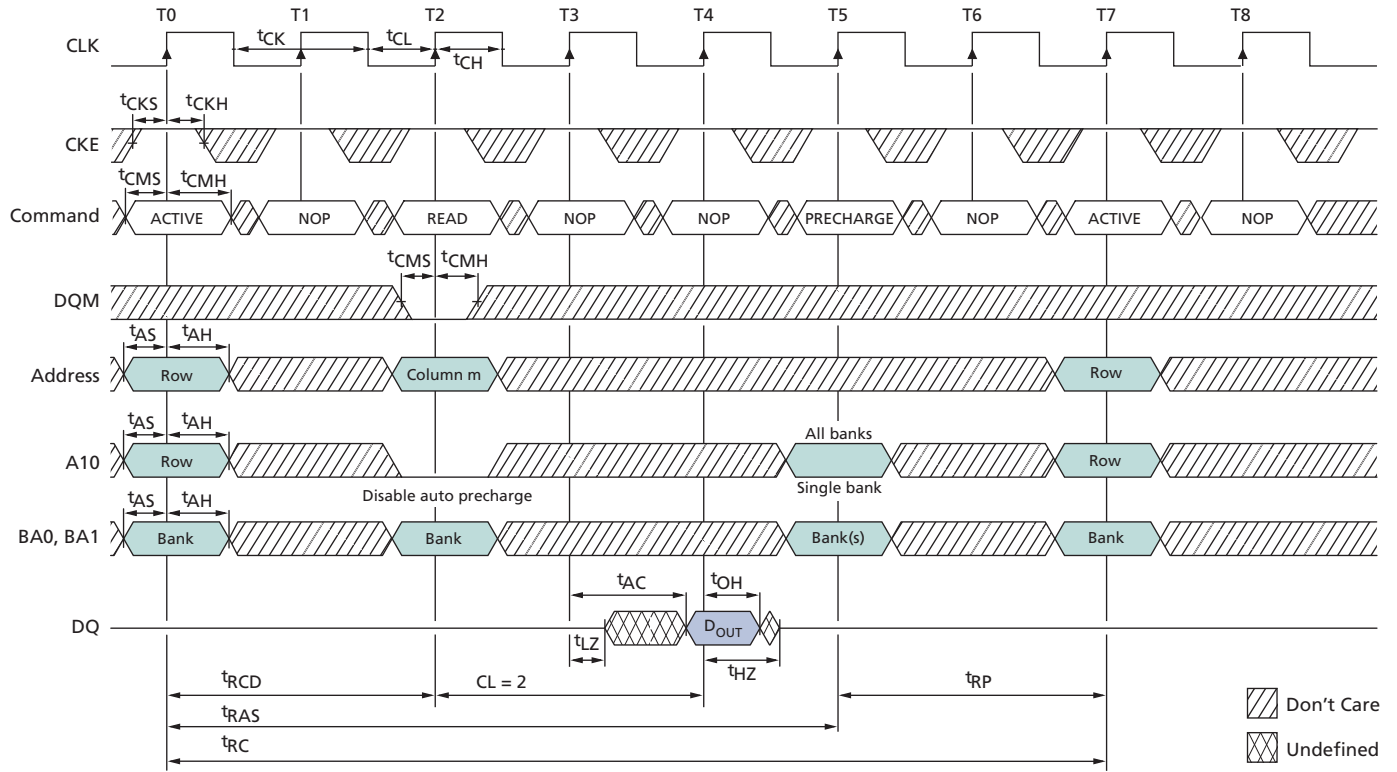 T0 T1 T2 T3 T4 T5 T6 T7 T8
CLK
tCK tCL
tCH
tCKS tCKH
CKE
tCMS tCMH
Command ACTIVE NOP READ NOP NOP PRECHARGE NOP ACTIVE NOP
tCMS tCMH
DQM
tAS tAH
Address Row Column m Row
tAS tAH All banks
A10 Row Row
tAS tAH Disable auto precharge Single bank
BA0, BA1 Bank Bank Bank(s) Bank
tAC tOH
DQ DOUT
tLZ tHZ
tRCD CL = 2 tRP
tRAS
tRC
Don't Care
Undefined